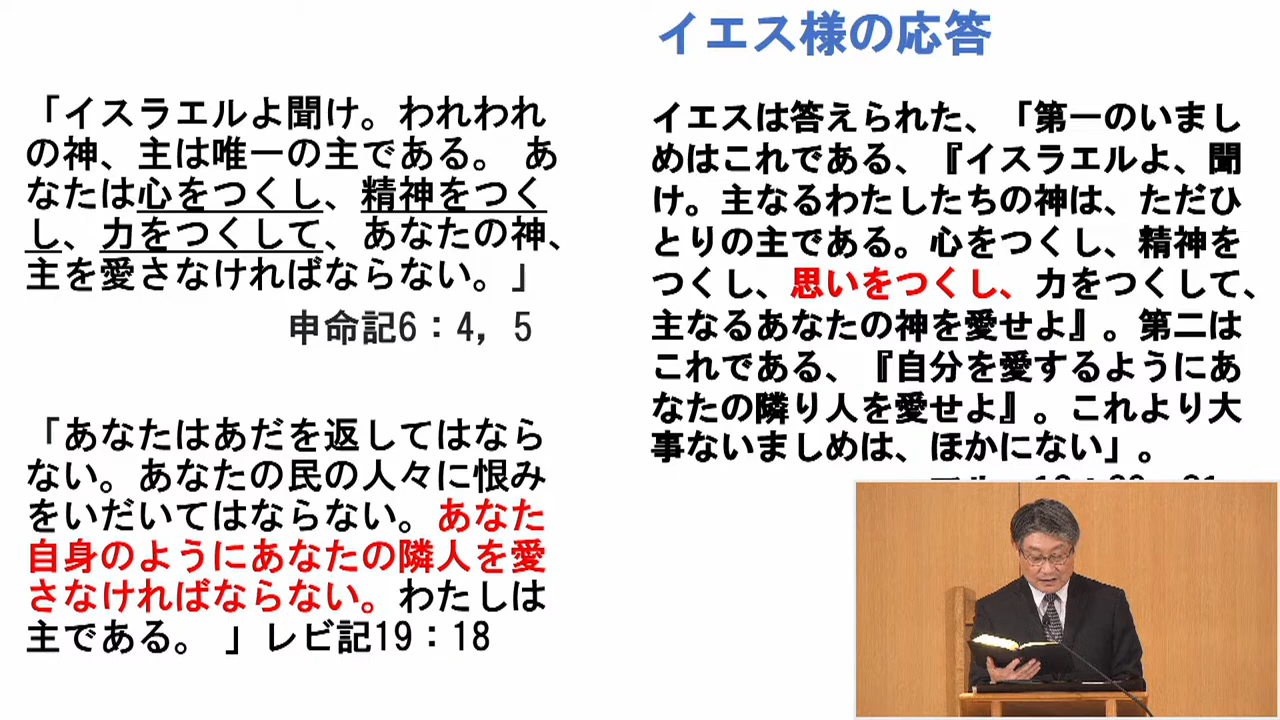 イエス様の応答
「イスラエルよ聞け。われわれ
の神、主は唯一の主である。 あ
なたは心をつくし、精神をつく
し、力をつくして、あなたの神、
主を愛さなければならない。」
申命記6：4，5
「あなたはあだを返してはなら
ない。あなたの民の人々に恨み
をいだいてはならない。あなた
自身のようにあなたの隣人を愛
さなければならない。わたしは
主である。 」レビ記19：18
イエスは答えられた、「第一のいまし
めはこれである、『イスラエルよ、聞
け。主なるわたしたちの神は、ただひ
とりの主である。心をつくし、精神を
つくし、思いをつくし、力をつくして、
主なるあなたの神を愛せよ』。第二は
これである、『自分を愛するようにあ
なたの隣り人を愛せよ』。これより大
事ないましめは、ほかにない」。